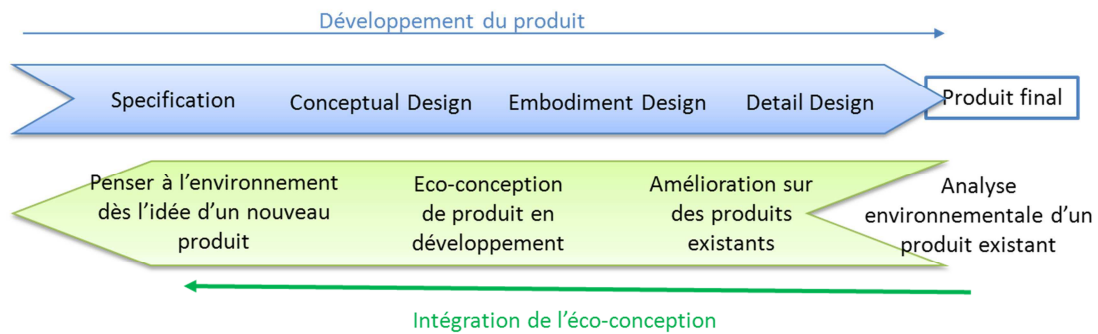 Développement du produit
Specification
Conceptual Design
Embodiment Design
Detail Design
Produit final
Penser à l'environnement
dès l'idée d'un nouveau
produit
Eco-conception
de produit en
développement
Amélioration sur
des produits
existants
Analyse
environnementale d'un
produit existant
Intégration de l'éco-conception